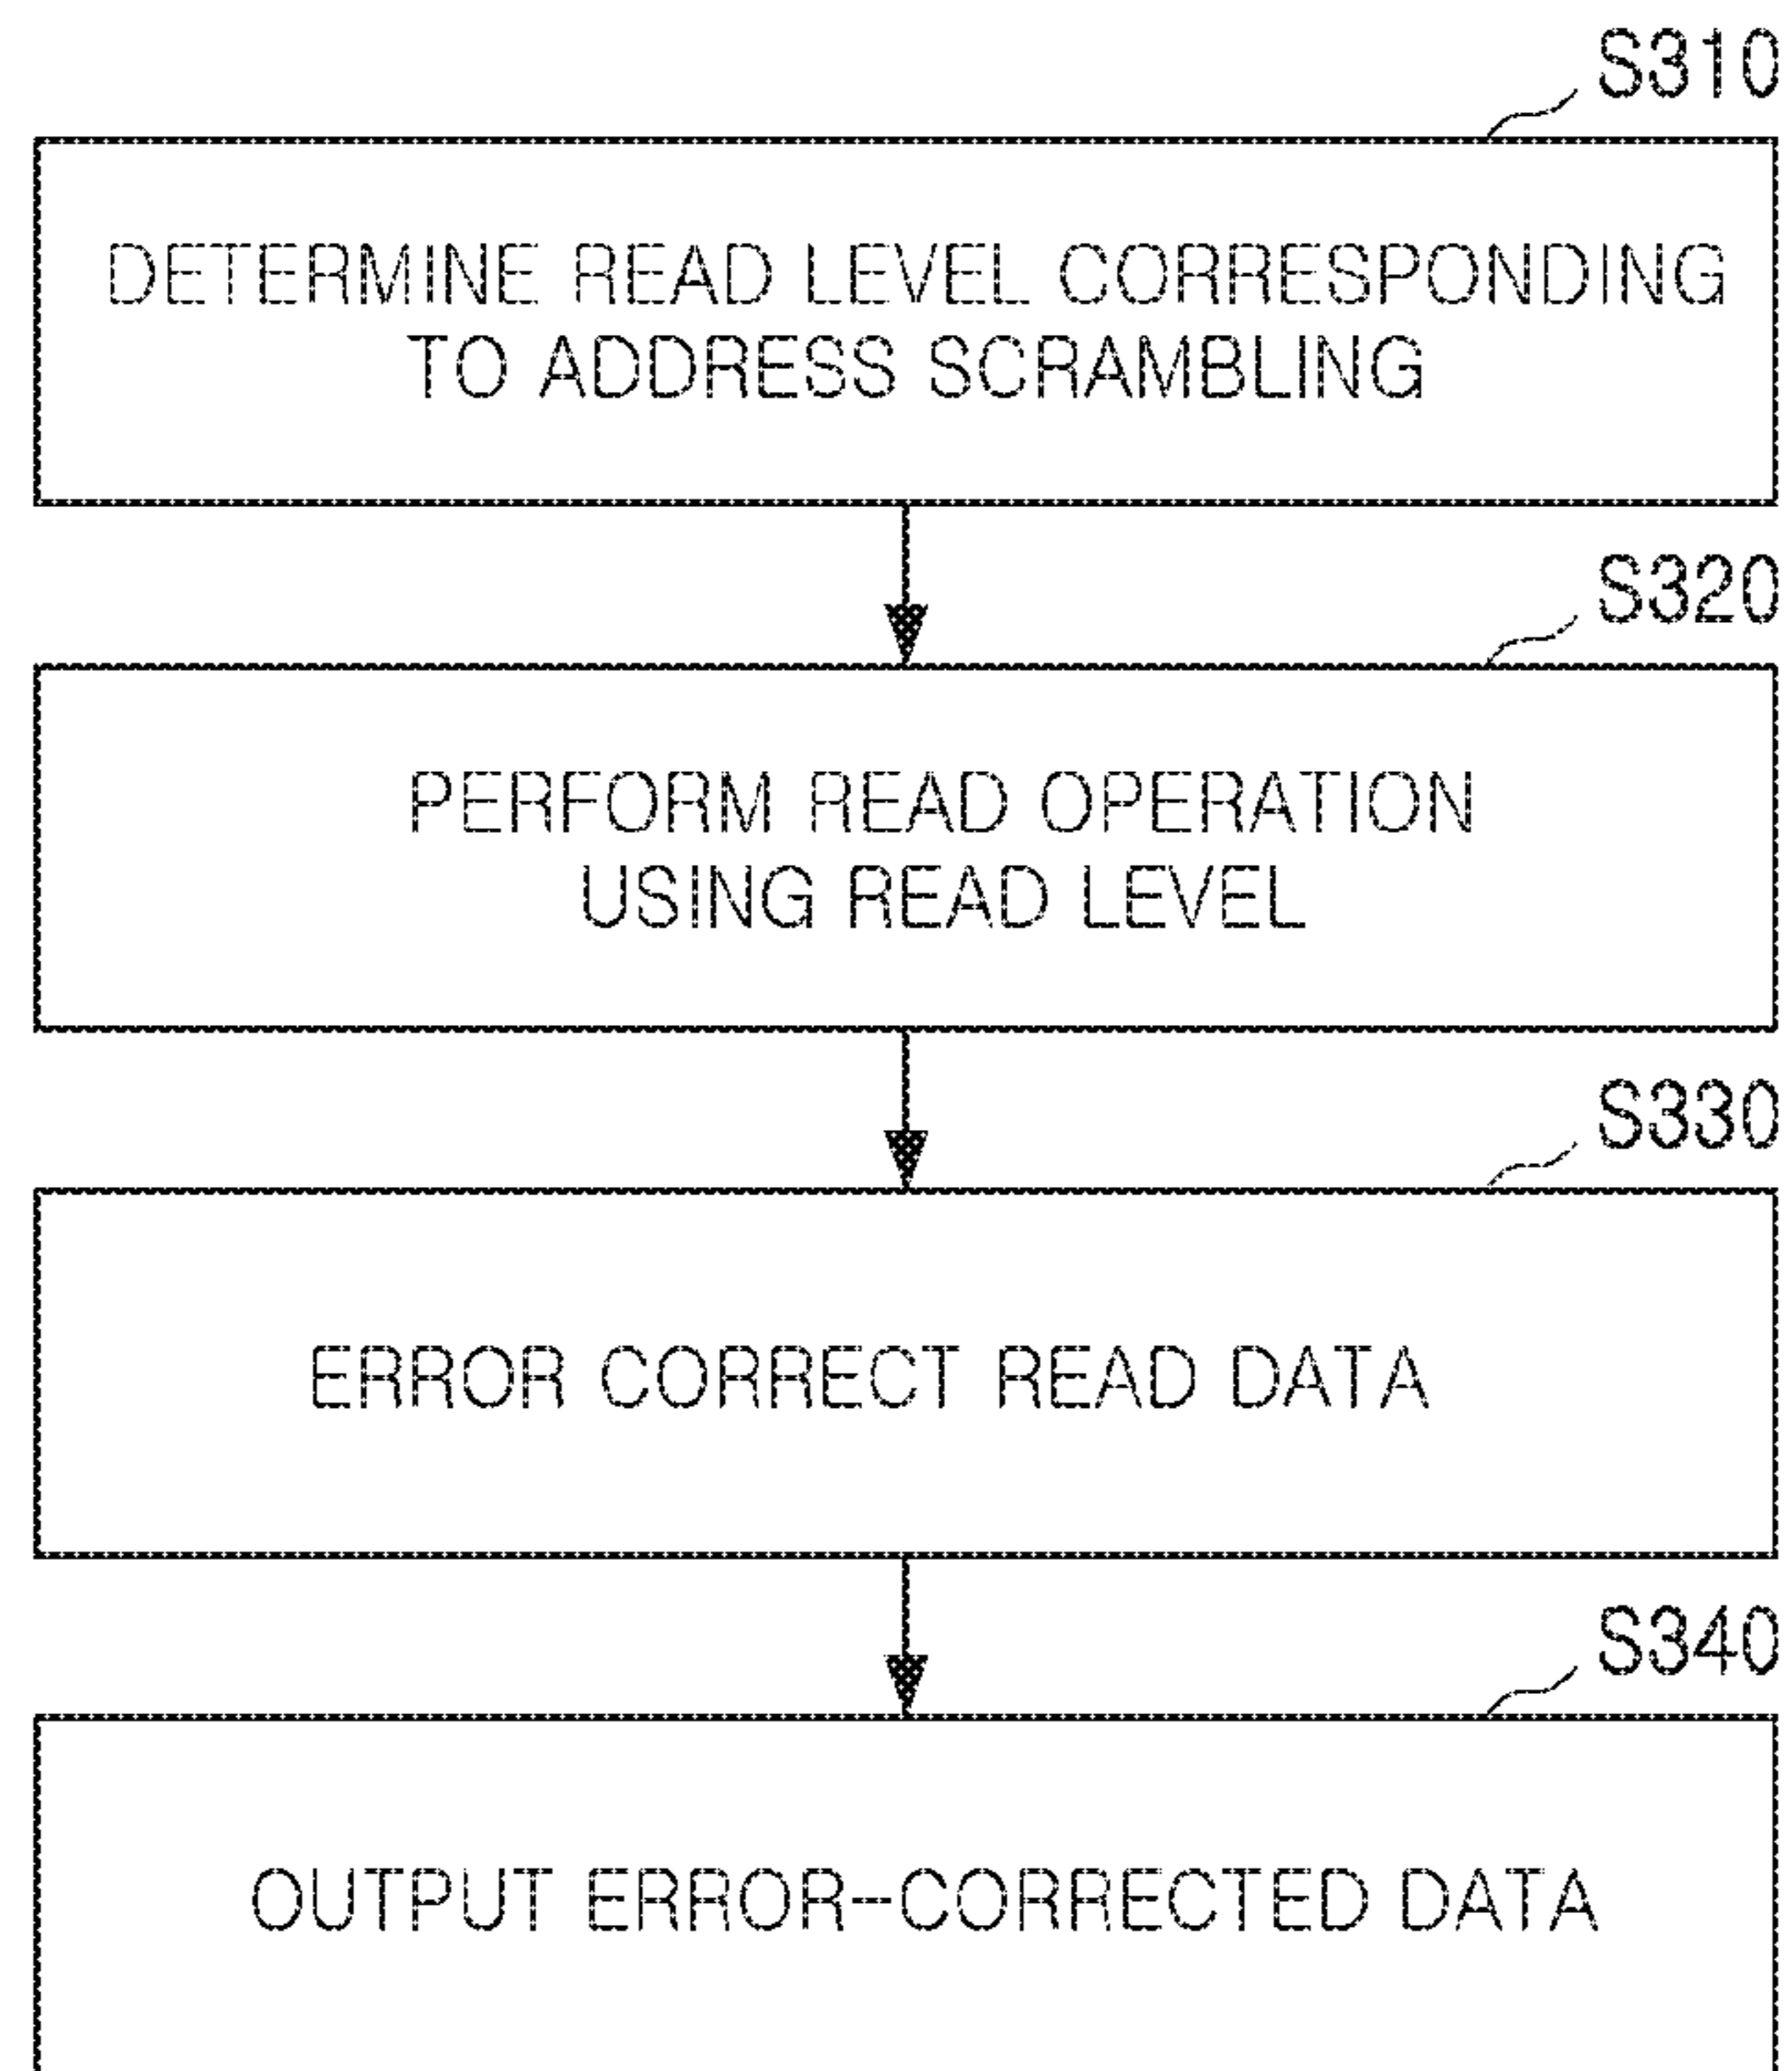 S310
DETERMINE READ LEVEL CORRESPONDING
TO ADDRESS SCRAMBLING
S320
PERFORM READ OPERATION
USING READ LEVEL
S330
ERROR CORRECT READ DATA
S340
OUTPUT ERROR-CORRECTED DATA